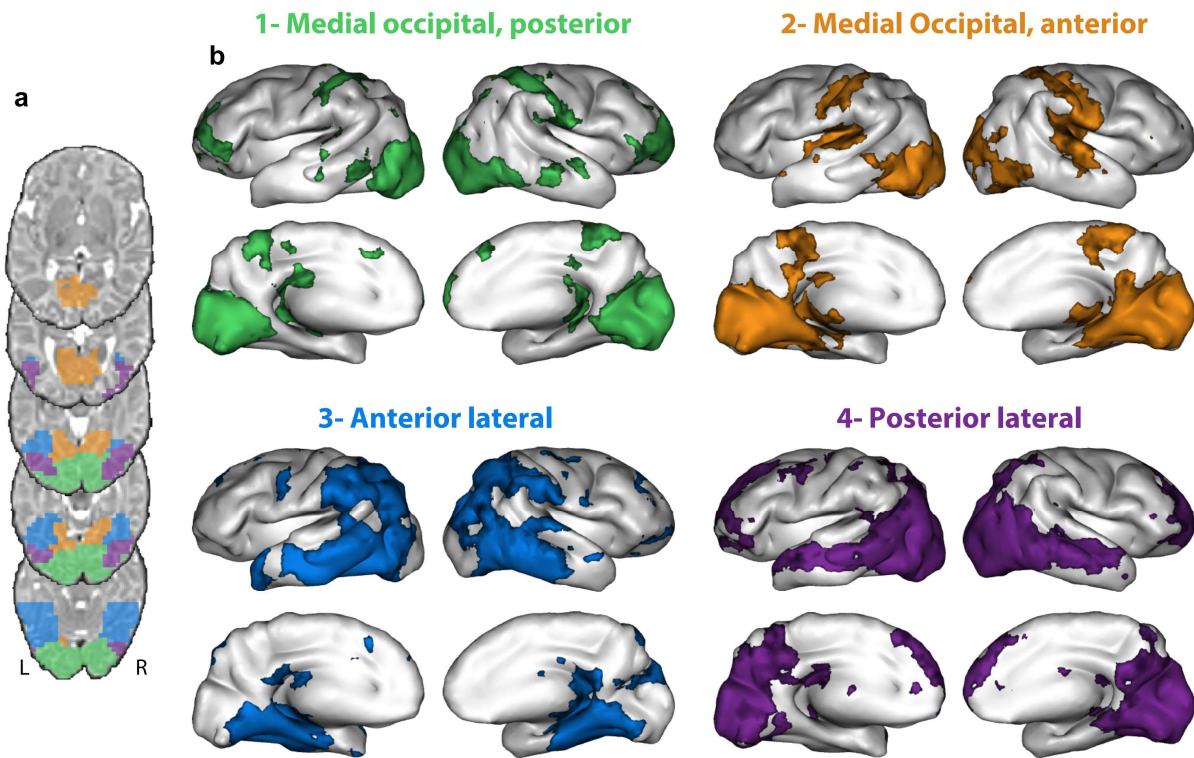 1- Medial occipital, posterior
2- Medial Occipital, anterior
b
a
3- Anterior lateral
4- Posterior lateral
L
R